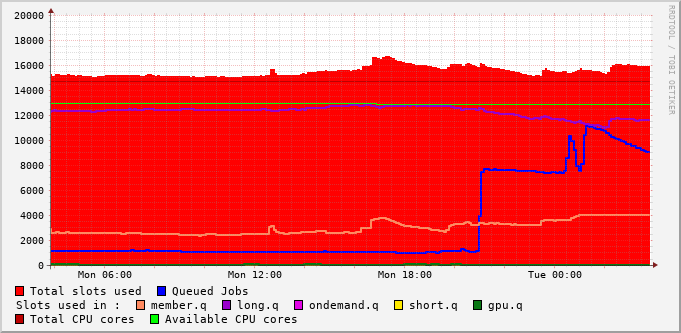 RRDTOOL / TOBI OETIKER
20000
18000
16000
14000
12000
10000
8000
6000
4000
2000
0
Mon 06:00 Mon 12:00 Mon 18:00 Tue 00:00
Total slots used Queued Jobs
Slots used in : member.q long.q ondemand.q short.q gpu.q
Total CPU cores Available CPU cores